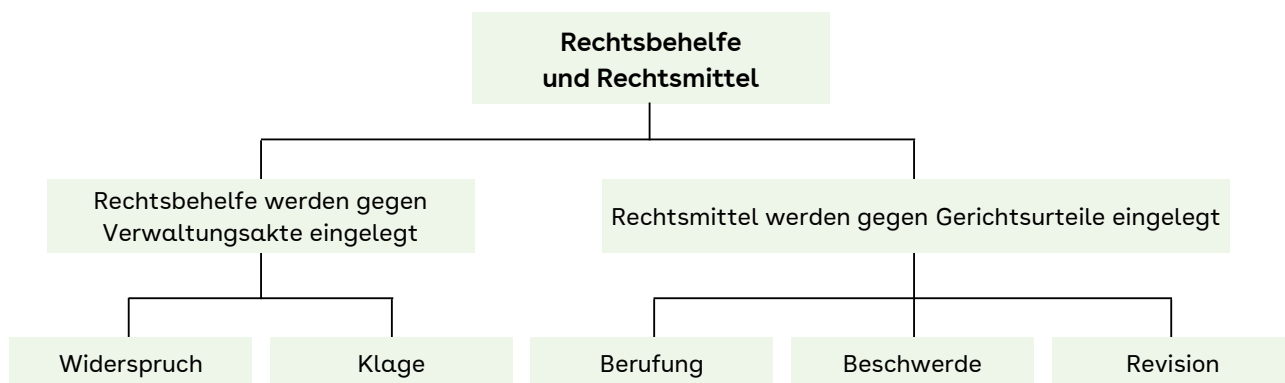 Rechtsbehelfe
und Rechtsmittel
Rechtsbehelfe werden gegen
Verwaltungsakte eingelegt
Rechtsmittel werden gegen Gerichtsurteile eingelegt
Widerspruch
Klage
Berufung
Beschwerde
Revision